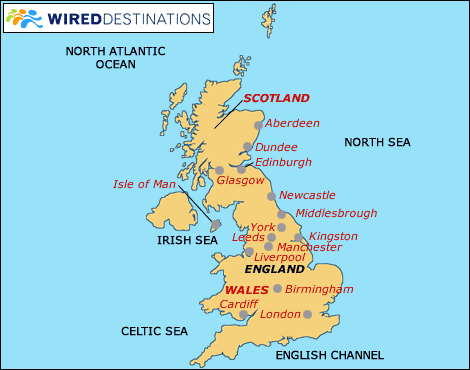 WIREDDESTINATIONS
NORTH ATLANTIC
OCEAN
SCOTLAND
Aberdeen
NORTH SEA
Dundee
Edinburgh
Glasgow
Isle of Man
Newcastle
Middlesbrough
York
IRISH SEA
Leeds
Kingston
Manchester
Liverpool
ENGLAND
WALES
Birmingham
Cardiff
London
CELTIC SEA
ENGLISH CHANNEL